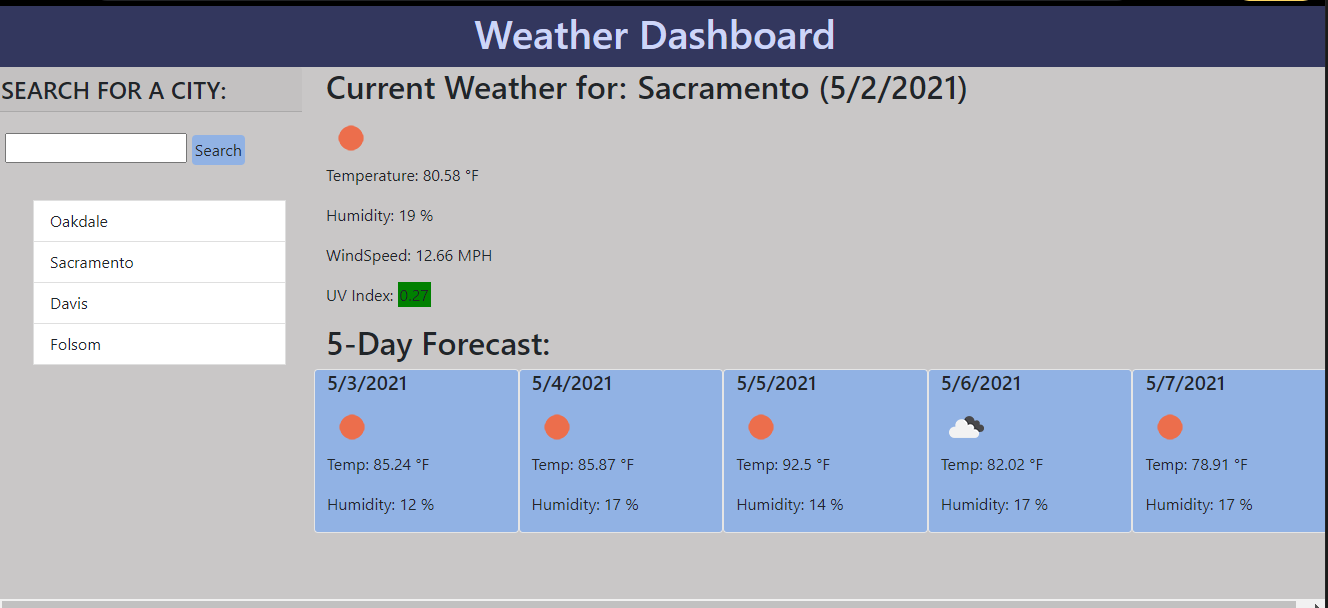 Weather Dashboard
SEARCH FOR A CITY:
Search
Oakdale
Sacramento
Davis
Folsom
Current Weather for: Sacramento (5/2/2021)
Temperature: 80.58 °F
Humidity: 19 %
WindSpeed: 12.66 MPH
UV Index: 0.27
5-Day Forecast:
5/3/2021
Temp: 85.24 °F
Humidity: 12 %
5/4/2021
Temp: 85.87 °F
Humidity: 17 %
5/5/2021
Temp: 92.5 °F
Humidity: 14 %
5/6/2021
Temp: 82.02 °F
Humidity: 17 %
5/7/2021
Temp: 78.91 °F
Humidity: 17 %